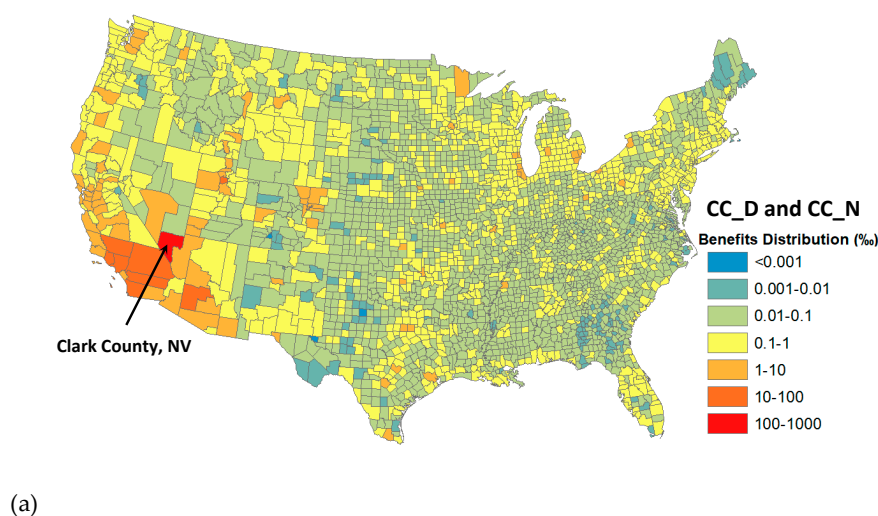 CC_D and CC_N
Benefits Distribution (‰)
<0.001
0.001-0.01
0.01-0.1
0.1-1
1-10
10-100
100-1000
Clark County, NV
(a)